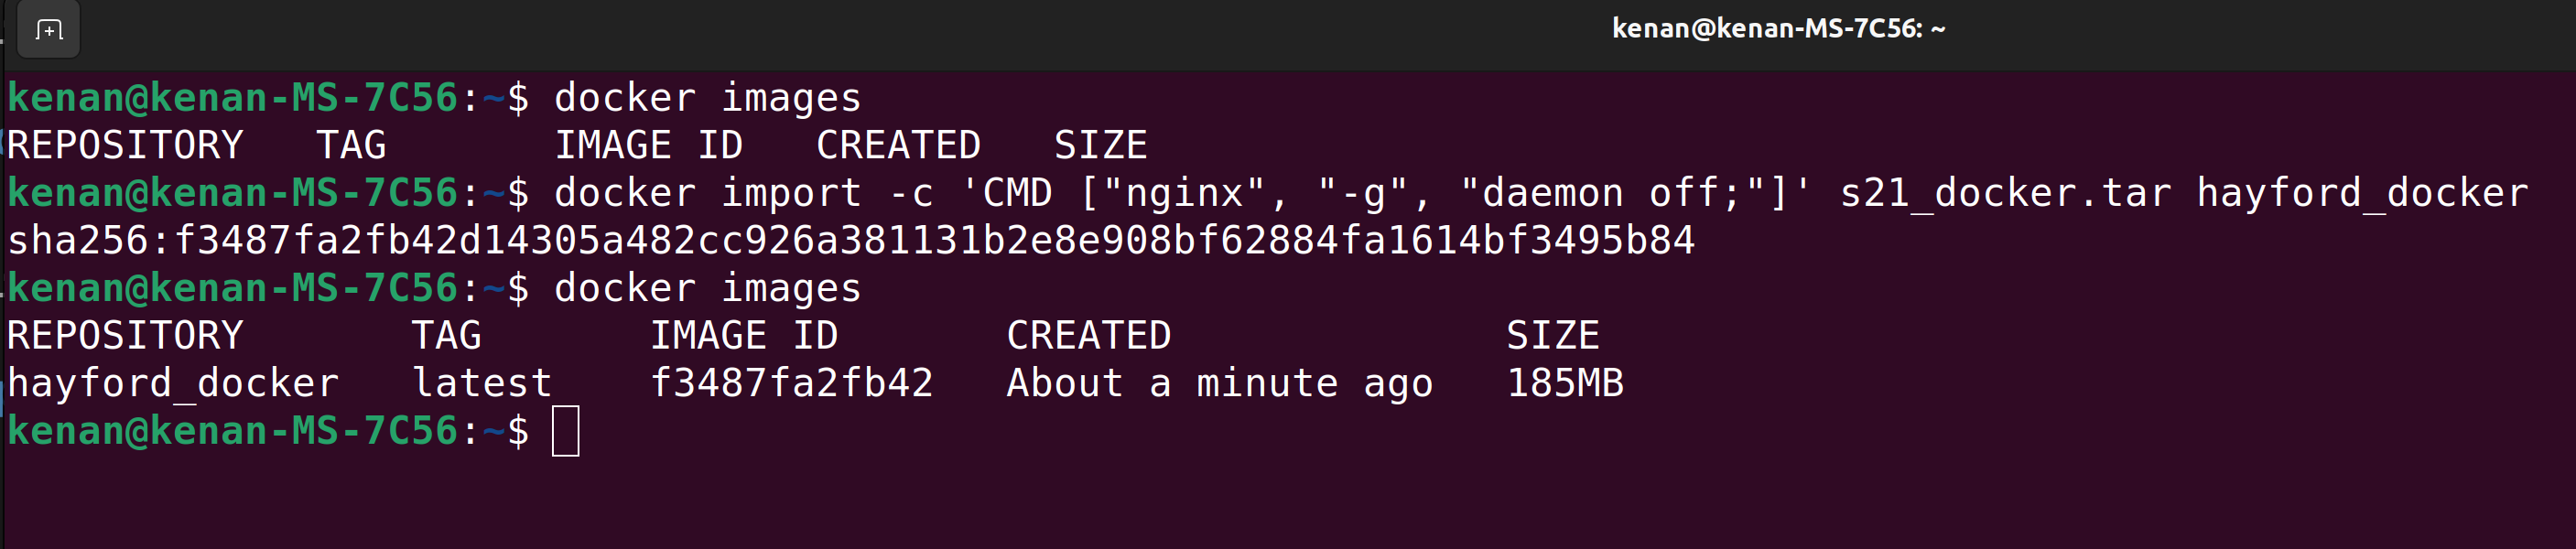 kenan@kenan-MS-7C56: ~
kenan@kenan-MS-7C56:~$ docker images
REPOSITORY   TAG       IMAGE ID   CREATED   SIZE
kenan@kenan-MS-7C56:~$ docker import -c 'CMD ["nginx", "-g", "daemon off;"]' s21_docker.tar hayford_docker
sha256:f3487fa2fb42d14305a482cc926a381131b2e8e908bf62884fa1614bf3495b84
kenan@kenan-MS-7C56:~$ docker images
REPOSITORY       TAG       IMAGE ID       CREATED              SIZE
hayford_docker   latest    f3487fa2fb42   About a minute ago   185MB
kenan@kenan-MS-7C56:~$